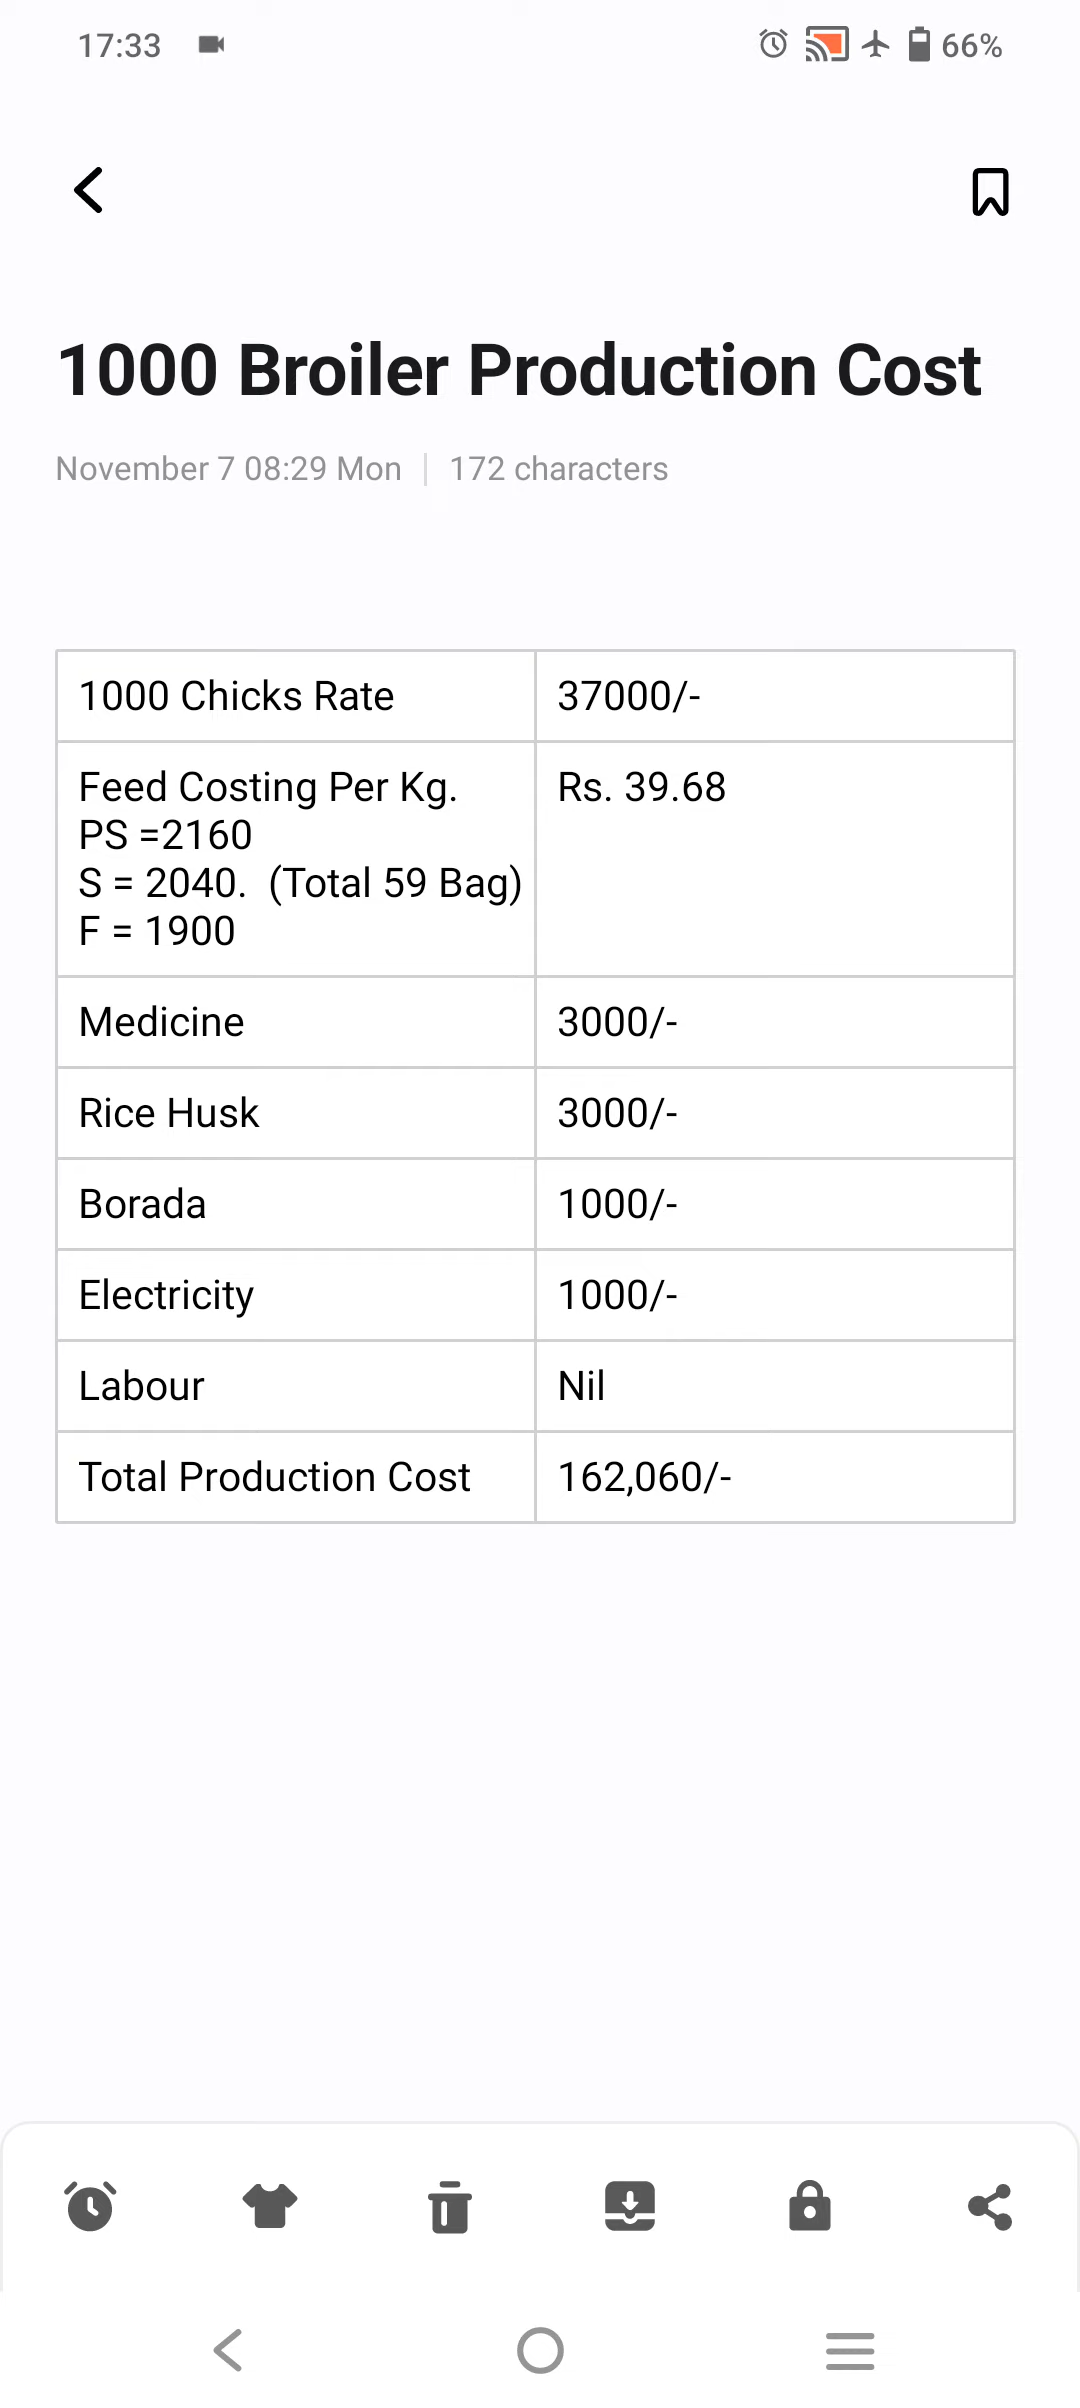 17:33
66%
1000 Broiler Production Cost
November 7 08:29 Mon | 172 characters
1000 Chicks Rate 37000/-
Feed Costing Per Kg. Rs. 39.68
PS =2160
S = 2040. (Total 59 Bag)
F = 1900
Medicine 3000/-
Rice Husk 3000/-
Borada 1000/-
Electricity 1000/-
Labour Nil
Total Production Cost 162,060/-